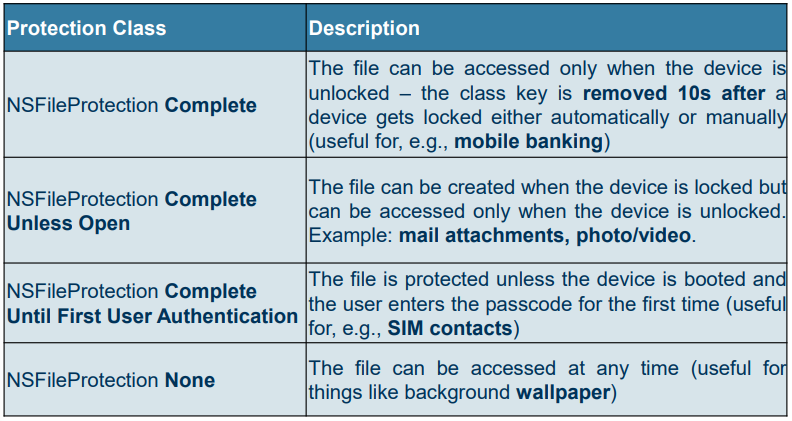 Protection Class
Description
NSFileProtection Complete
The file can be accessed only when the device is
unlocked – the class key is removed 10s after a
device gets locked either automatically or manually
(useful for, e.g., mobile banking)
NSFileProtection Complete
Unless Open
The file can be created when the device is locked but
can be accessed only when the device is unlocked.
Example: mail attachments, photo/video.
NSFileProtection Complete
Until First User Authentication
The file is protected unless the device is booted and
the user enters the passcode for the first time (useful
for, e.g., SIM contacts)
NSFileProtection None
The file can be accessed at any time (useful for
things like background wallpaper)